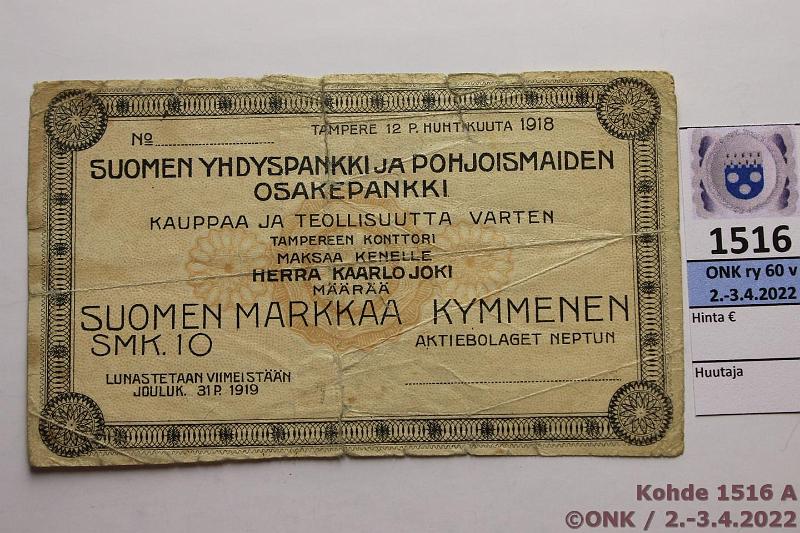 No
TAMPERE 12 P. HUHTIKUUTA 1918
SUOMEN YHDYSPANKKI JA POHJOISMAIDEN
OSAKEPANKKI
KAUPPAA JA TEOLLISUUTTA VARTEN
TAMPEREEN KONTTORI
MAKSAA KENELLE
HERRA KAARLO JOKI
MÄÄRÄÄ
SUOMEN MARKKAA KYMMENEN
SMK. 10
AKTIEBOLAGET NEPTUN
LUNASTETAAN VIIMEISTÄÄN
JOULUK. 31 P. 1919
1516
ONK ry 60 v
2.-3.4.2022
Hinta €
Huutaja
Kohde 1516 A
©ONK / 2.-3.4.2022